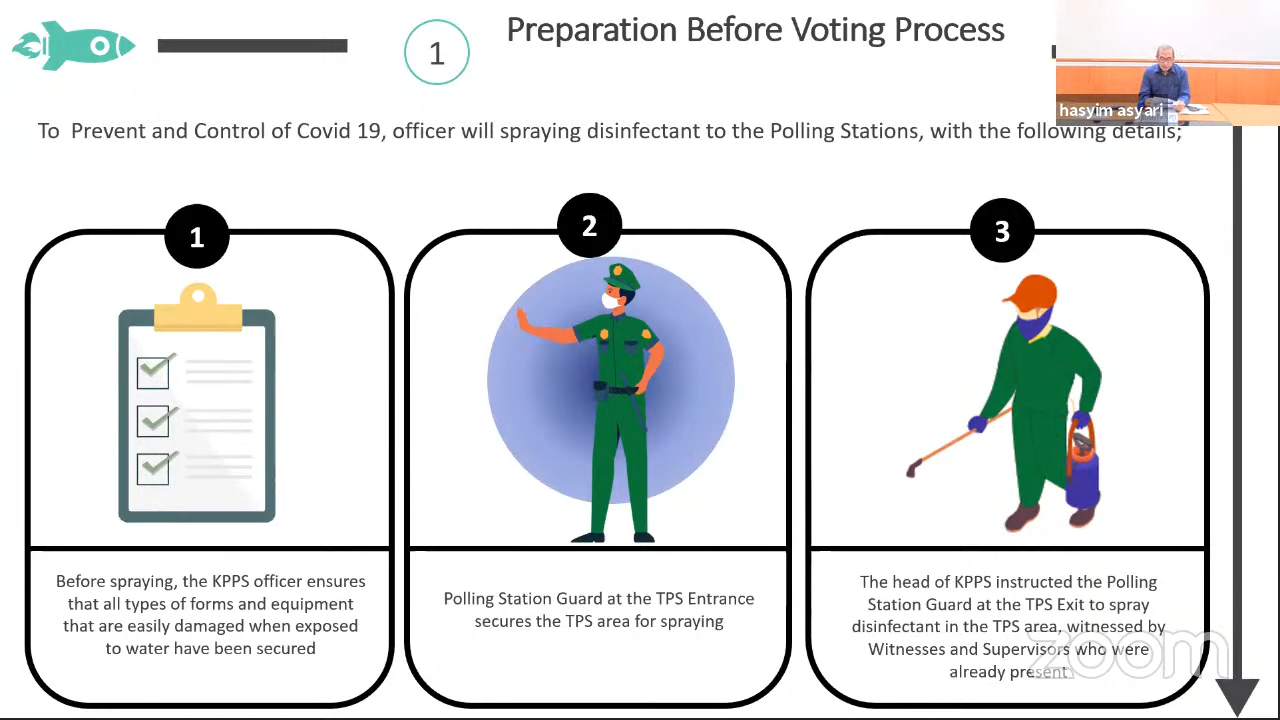 Preparation Before Voting Process
1
hasyim asyari
To Prevent and Control of Covid 19, officer will spraying disinfectant to the Polling Stations, with the following details;
1
2
3
Before spraying, the KPPS officer ensures
that all types of forms and equipment
that are easily damaged when exposed
to water have been secured
Polling Station Guard at the TPS Entrance
secures the TPS area for spraying
The head of KPPS instructed the Polling
Station Guard at the TPS Exit to spray
disinfectant in the TPS area, witnessed by
Witnesses and Supervisors who were
already present
zoom